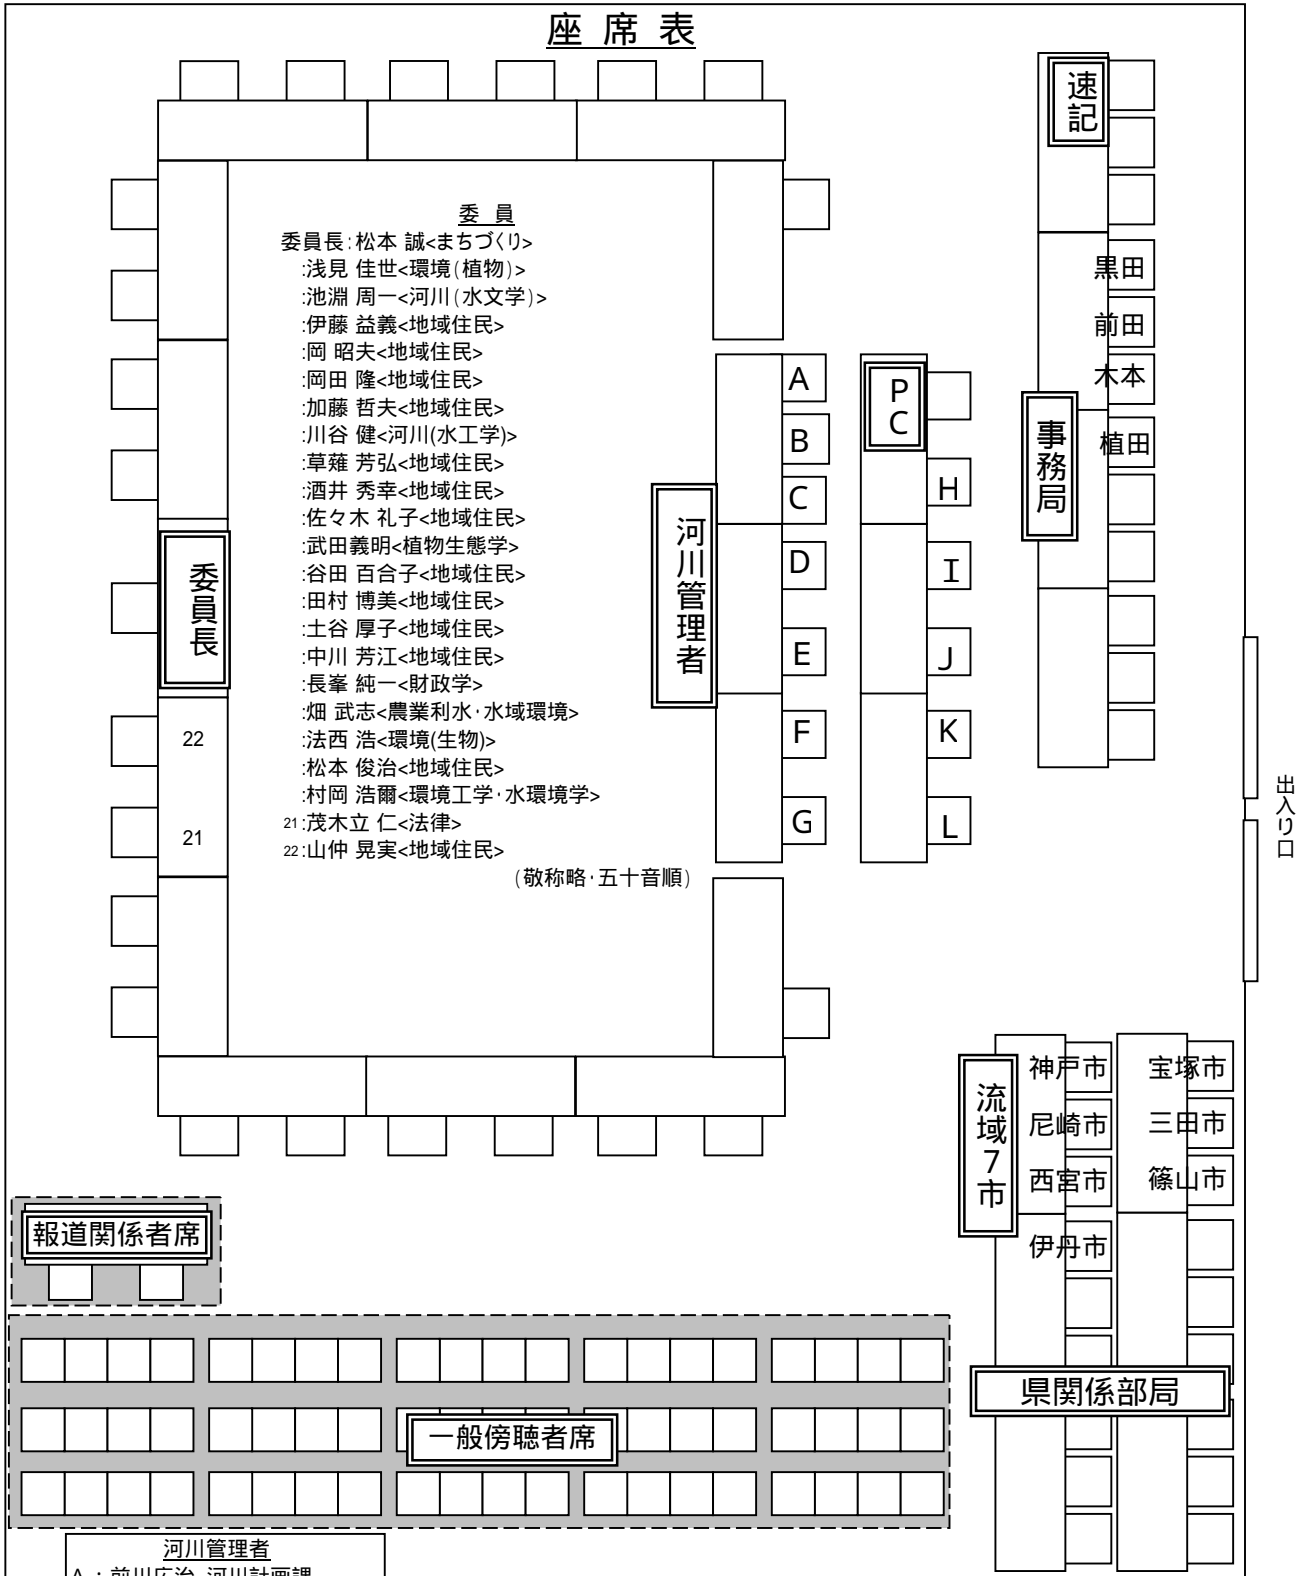 座 席 表
速記
委 員
委員長:松本 誠<まちづくり>
:浅見 佳世<環境(植物)>
:池淵 周一<河川(水文学)>
:伊藤 益義<地域住民>
:岡 昭夫<地域住民>
:岡田 隆<地域住民>
:加藤 哲夫<地域住民>
:川谷 健<河川(水工学)>
:草薙 芳弘<地域住民>
:酒井 秀幸<地域住民>
:佐々木 礼子<地域住民>
:武田義明<植物生態学>
:谷田 百合子<地域住民>
:田村 博美<地域住民>
:土谷 厚子<地域住民>
:中川 芳江<地域住民>
:長峯 純一<財政学>
:畑 武志<農業利水·水域環境>
:法西 浩<環境(生物)>
:松本 俊治<地域住民>
:村岡 浩爾<環境工学·水環境学>
21:茂木立 仁<法律>
22:山仲 晃実<地域住民>
(敬称略·五十音順)
委員長
22
21
河川管理者
A
B
C
D
E
F
G
PC
H
I
J
K
L
黒田
前田
木本
植田
事務局
出入り口
流域7市
神戸市
尼崎市
西宮市
伊丹市
宝塚市
三田市
篠山市
県関係部局
報道関係者席
一般傍聴者席
河川管理者
A:前川広治 河川計画課